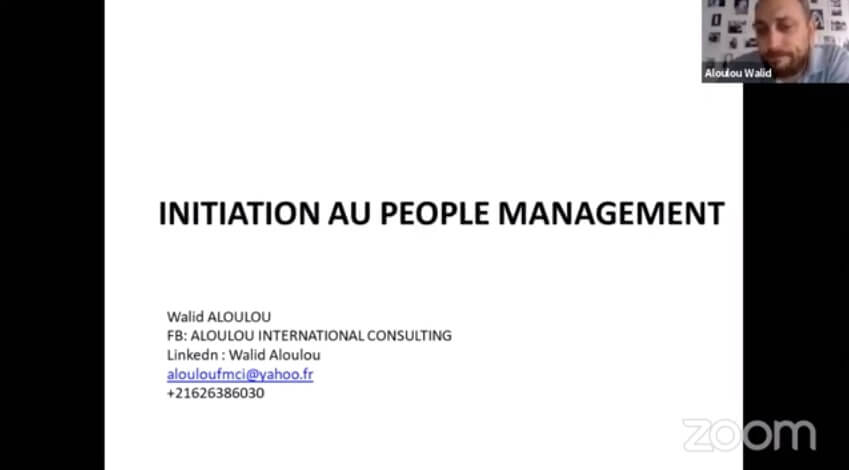 Aloulou Walid
INITIATION AU PEOPLE MANAGEMENT
Walid ALOULOU
FB: ALOULOU INTERNATIONAL CONSULTING
Linkedn : Walid Aloulou
alouloufmci@yahoo.fr
+21626386030
zoom